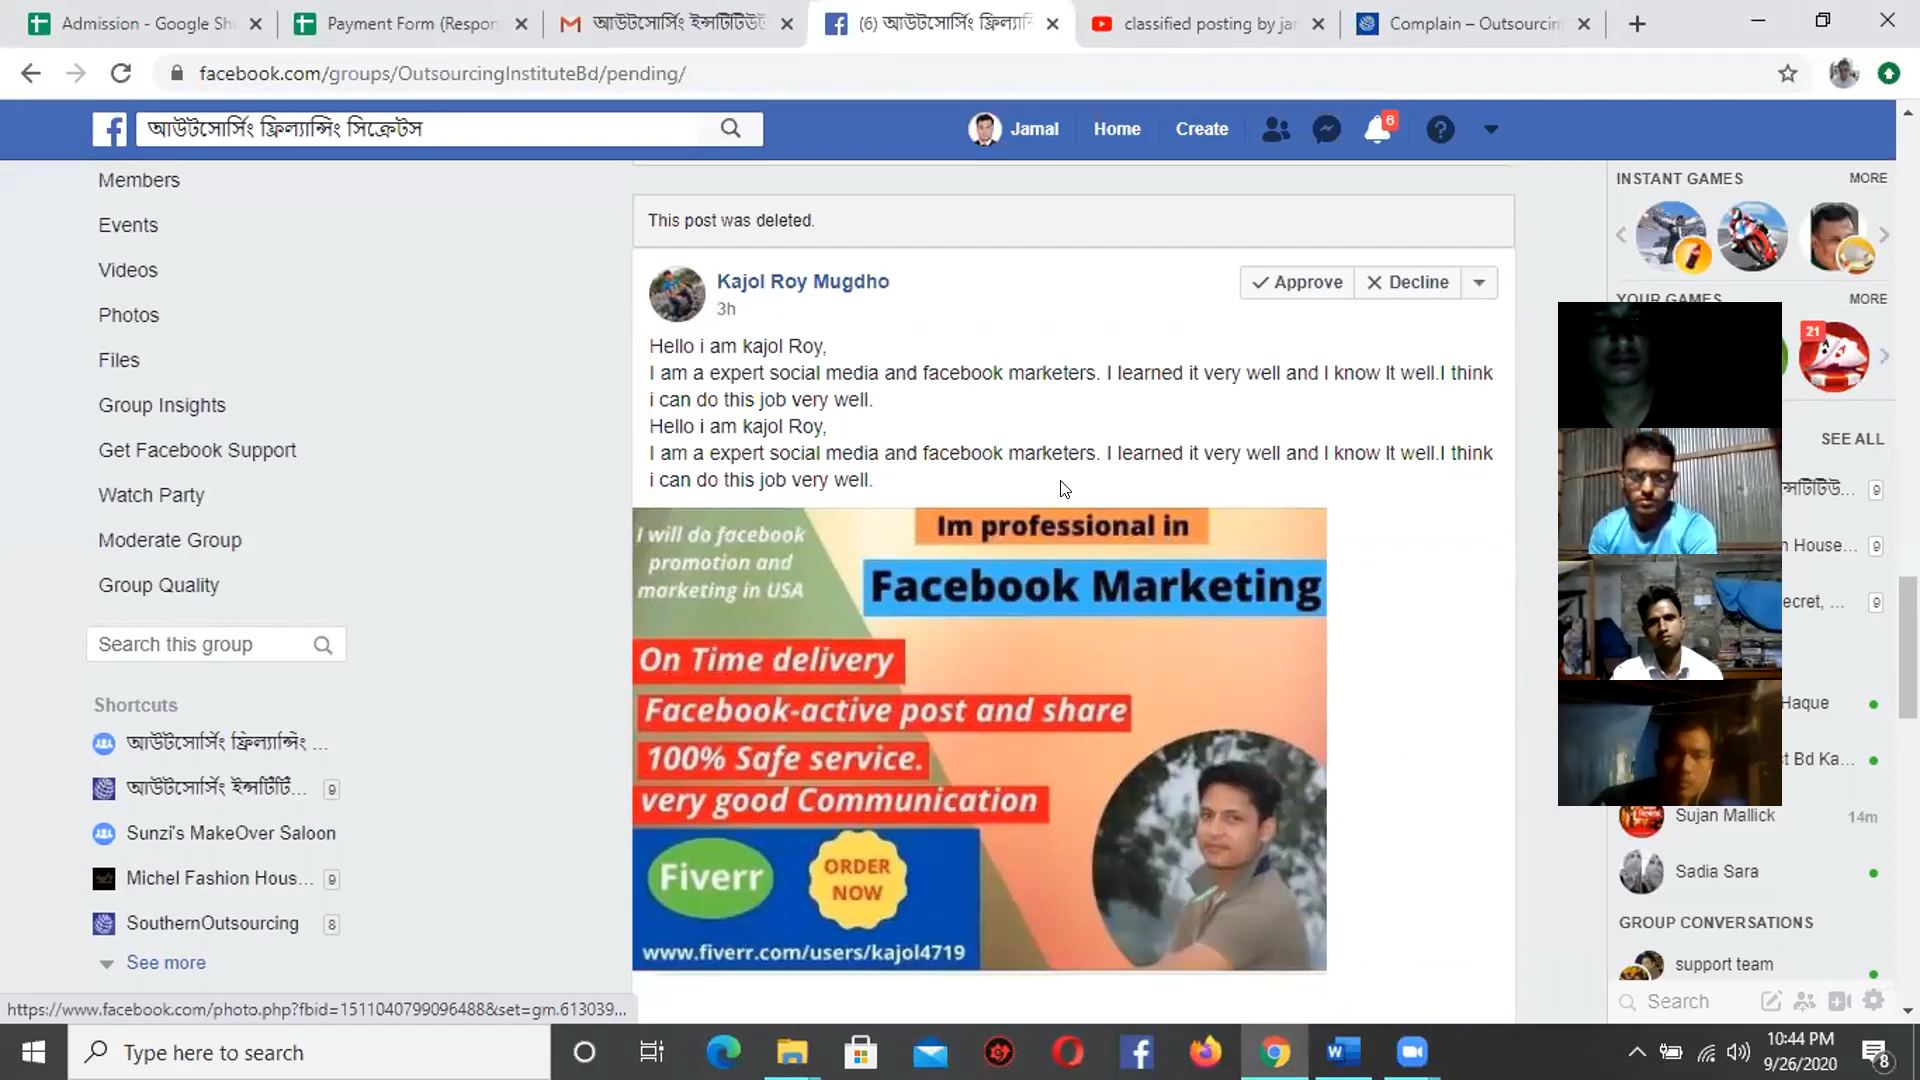 Admission - Google Sh
Payment Form (Respon
আউটসোর্সিং ইন্সটিটিউট
(6) আউটসোর্সিং ফ্রিল্যান্সি
classified posting by jan
Complain – Outsourcin
facebook.com/groups/OutsourcingInstituteBd/pending/
আউটসোর্সিং ফ্রিল্যান্সিং সিক্রেটস
Jamal
Home
Create
6
Members
Events
Videos
Photos
Files
Group Insights
Get Facebook Support
Watch Party
Moderate Group
Group Quality
Search this group
Shortcuts
আউটসোর্সিং ফ্রিল্যান্সিং ...
আউটসোর্সিং ইন্সটিটি... 9
Sunzi's MakeOver Saloon
Michel Fashion Hous... 9
SouthernOutsourcing 8
See more
This post was deleted.
Kajol Roy Mugdho
3h
Approve
Decline
Hello i am kajol Roy,
I am a expert social media and facebook marketers. I learned it very well and I know It well.I think
i can do this job very well.
Hello i am kajol Roy,
I am a expert social media and facebook marketers. I learned it very well and I know It well.I think
i can do this job very well.
I will do facebook
promotion and
marketing in USA
Im professional in
Facebook Marketing
On Time delivery
Facebook-active post and share
100% Safe service.
very good Communication
Fiverr
ORDER
NOW
www.fiverr.com/users/kajol4719
INSTANT GAMES MORE
YOUR GAMES MORE
21
SEE ALL
9
n House... 9
ecret, ... 9
Haque
t Bd Ka...
Sujan Mallick 14m
Sadia Sara
GROUP CONVERSATIONS
support team
Search
https://www.facebook.com/photo.php?fbid=1511040799096488&set=gm.613039...
Type here to search
10:44 PM
9/26/2020
8